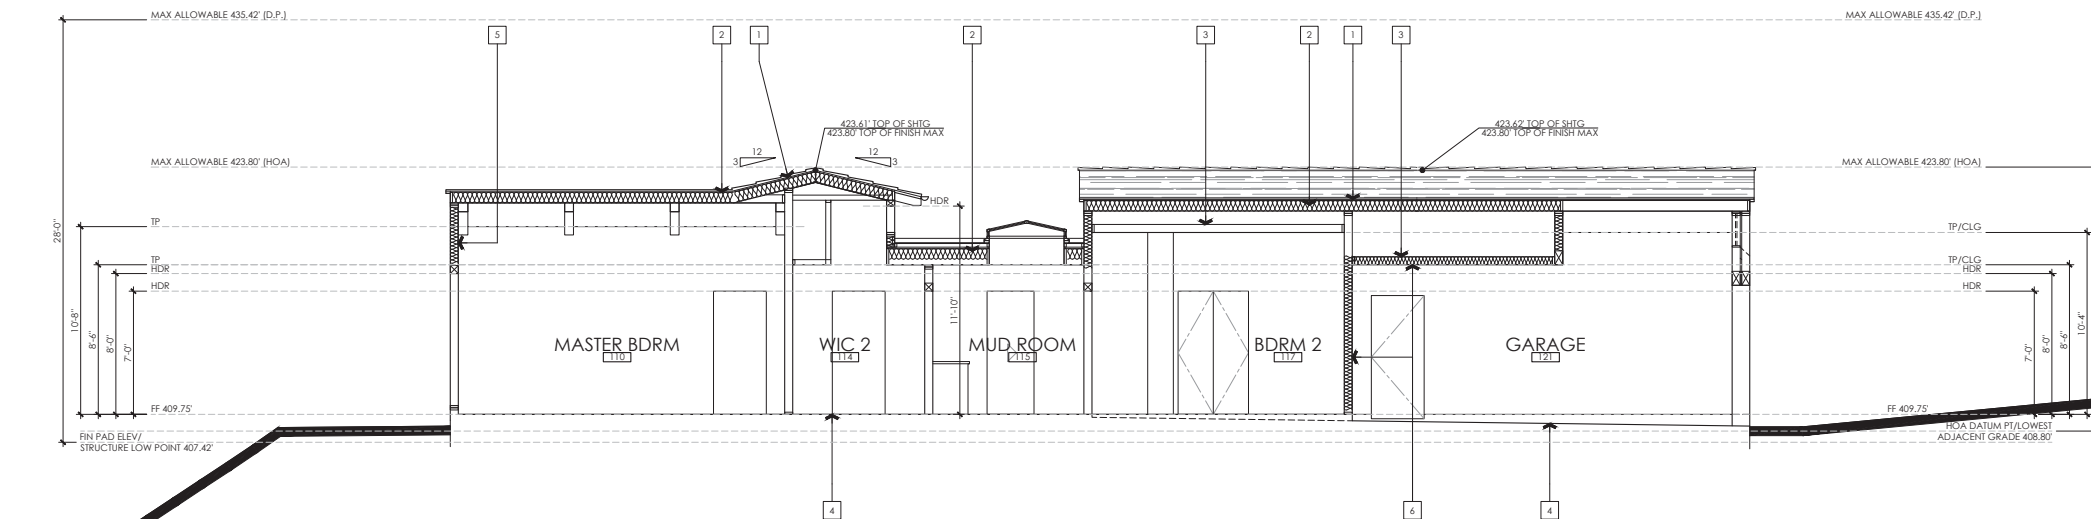 MAX ALLOWABLE 435.42' (D.P.)
MAX ALLOWABLE 435.42' (D.P.)
5
2
1
2
3
2
1
3
423.61' TOP OF SHTG
423.80' TOP OF FINISH MAX
423.62' TOP OF SHTG
423.80' TOP OF FINISH MAX
12
3
12
3
MAX ALLOWABLE 423.80' (HOA)
MAX ALLOWABLE 423.80' (HOA)
HDR
28'-0"
TP
TP/CLG
TP
HDR
HDR
TP/CLG
HDR
HDR
10'-8"
8'-6"
8'-0"
7'-0"
11'-10"
7'-0"
8'-0"
8'-6"
10'-4"
MASTER BDRM
110
WIC 2
114
MUD ROOM
115
BDRM 2
117
GARAGE
121
FF 409.75'
FF 409.75'
FIN PAD ELEV/
STRUCTURE LOW POINT 407.42'
HOA DATUM PT/LOWEST
ADJACENT GRADE 408.80'
4
6
4